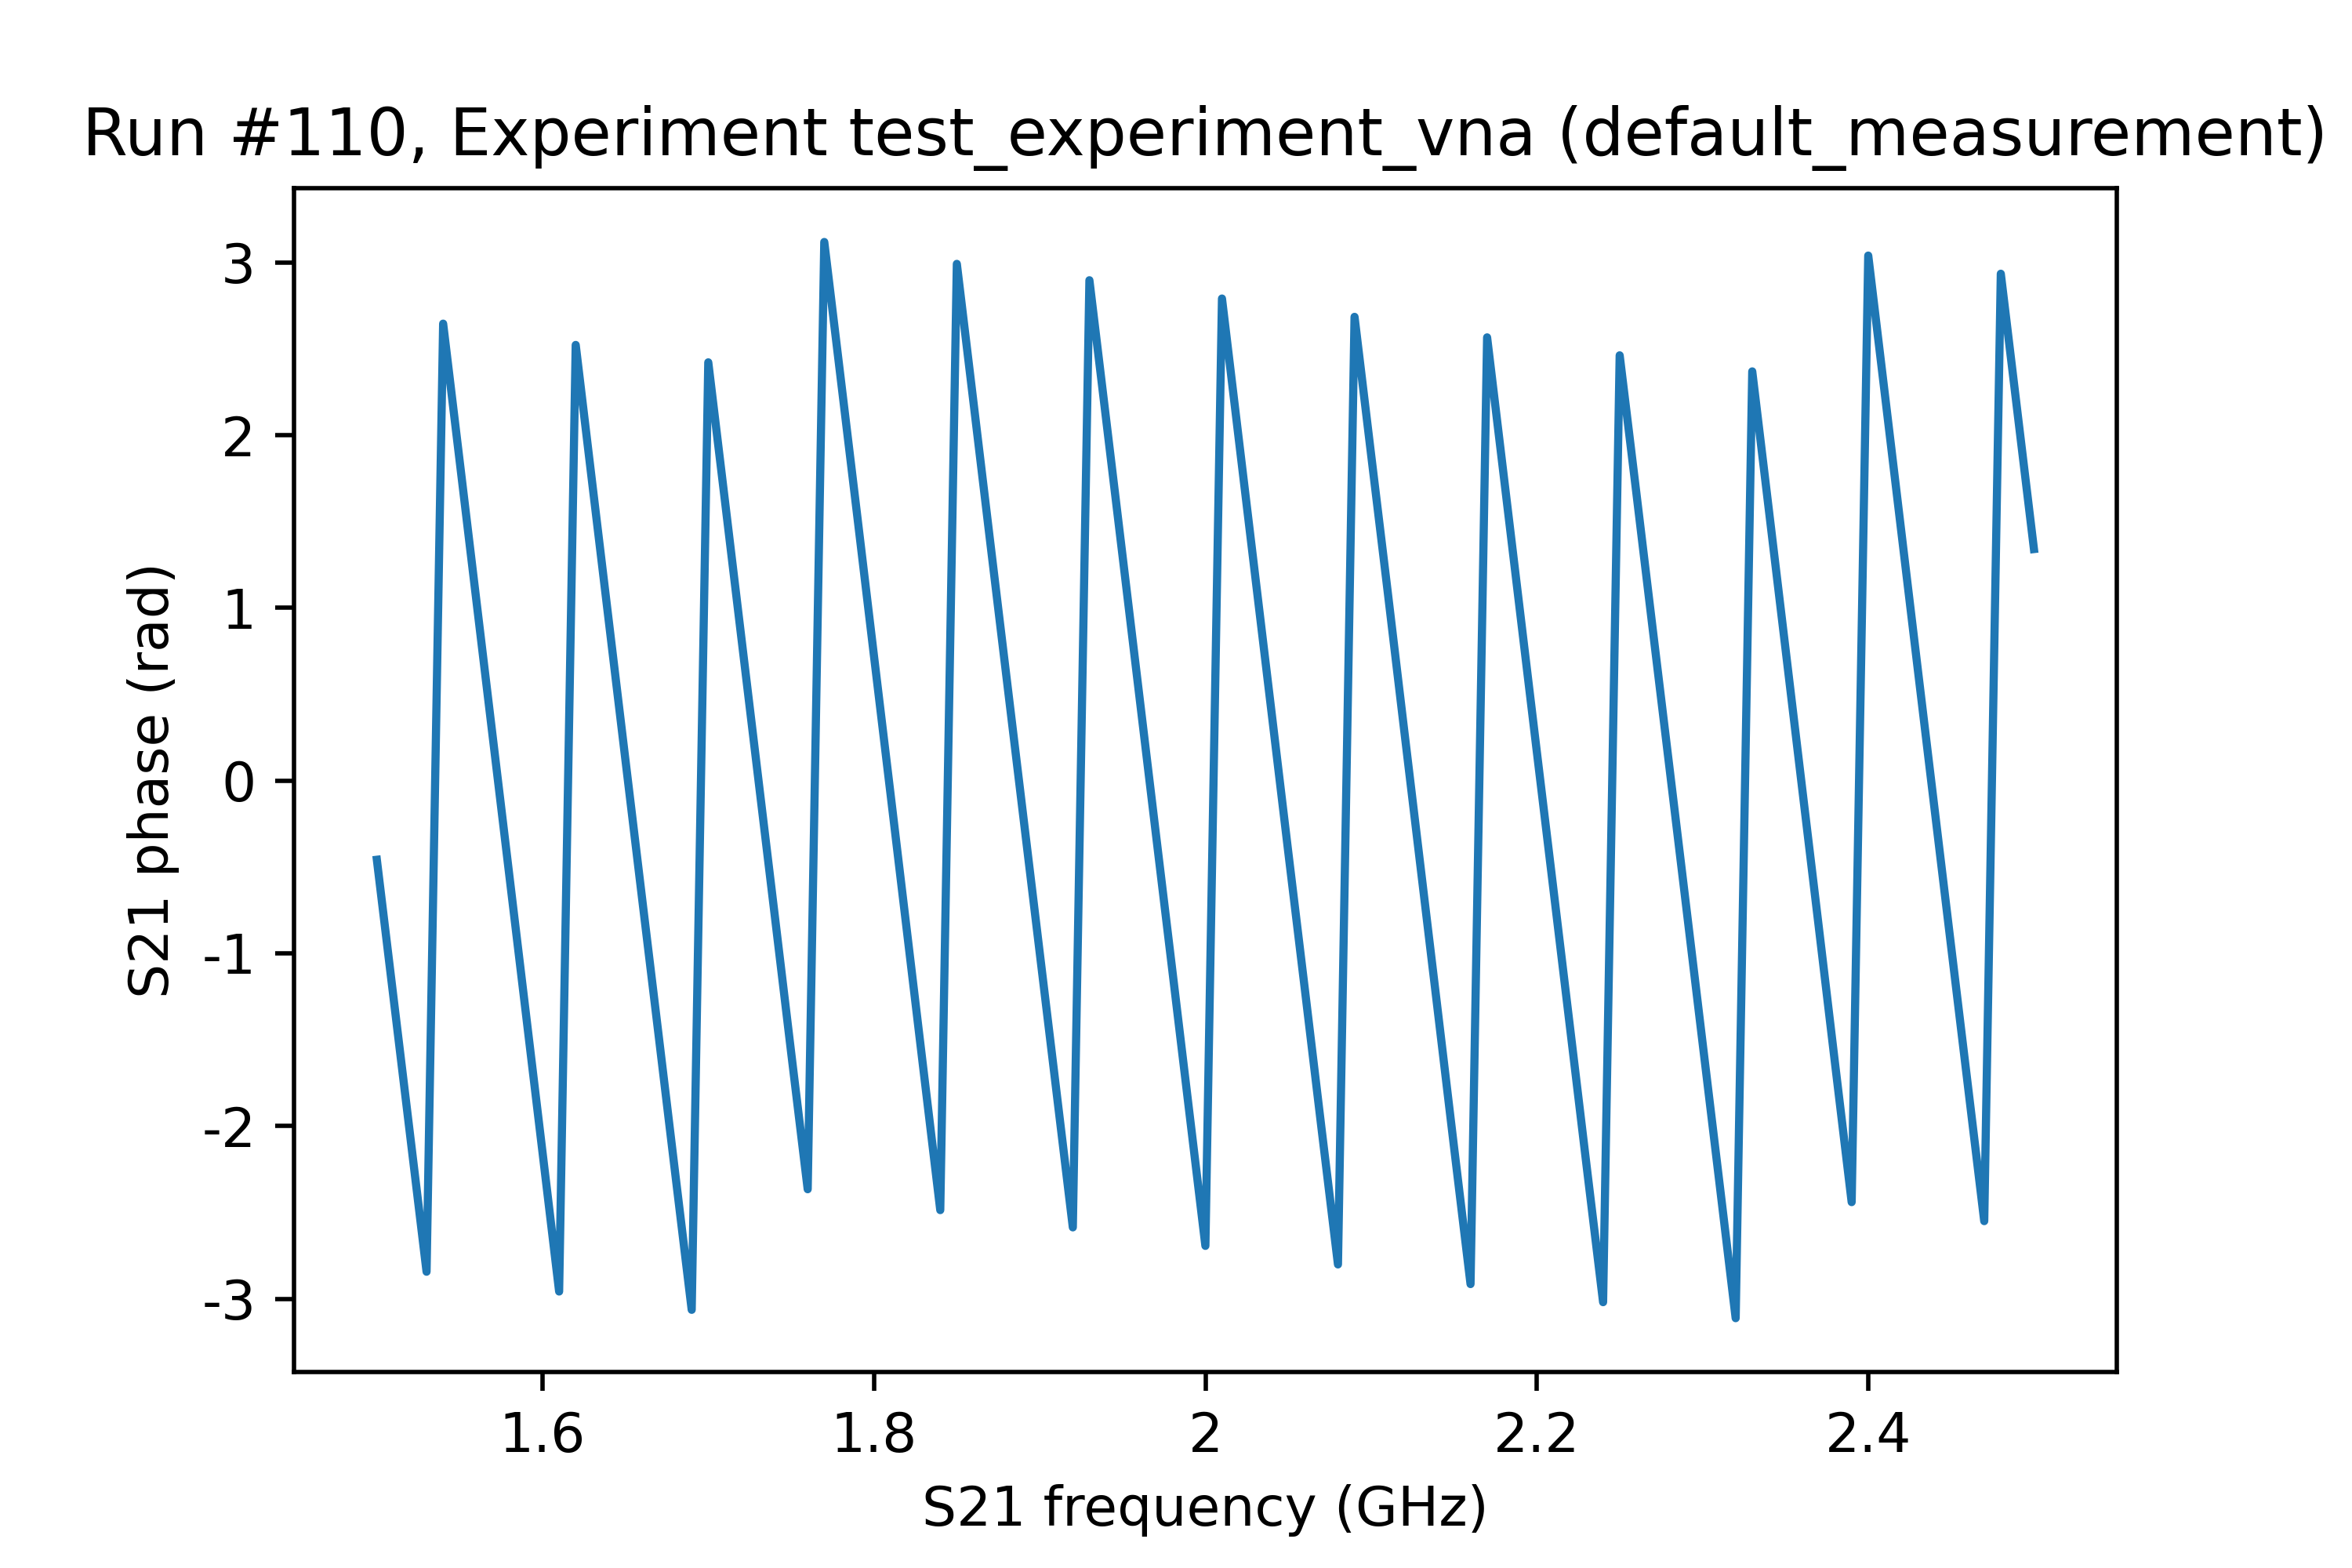 Run #110, Experiment test_experiment_vna (default_measurement)
S21 phase (rad)
3
2
1
0
-1
-2
-3
1.6 1.8 2 2.2 2.4
S21 frequency (GHz)